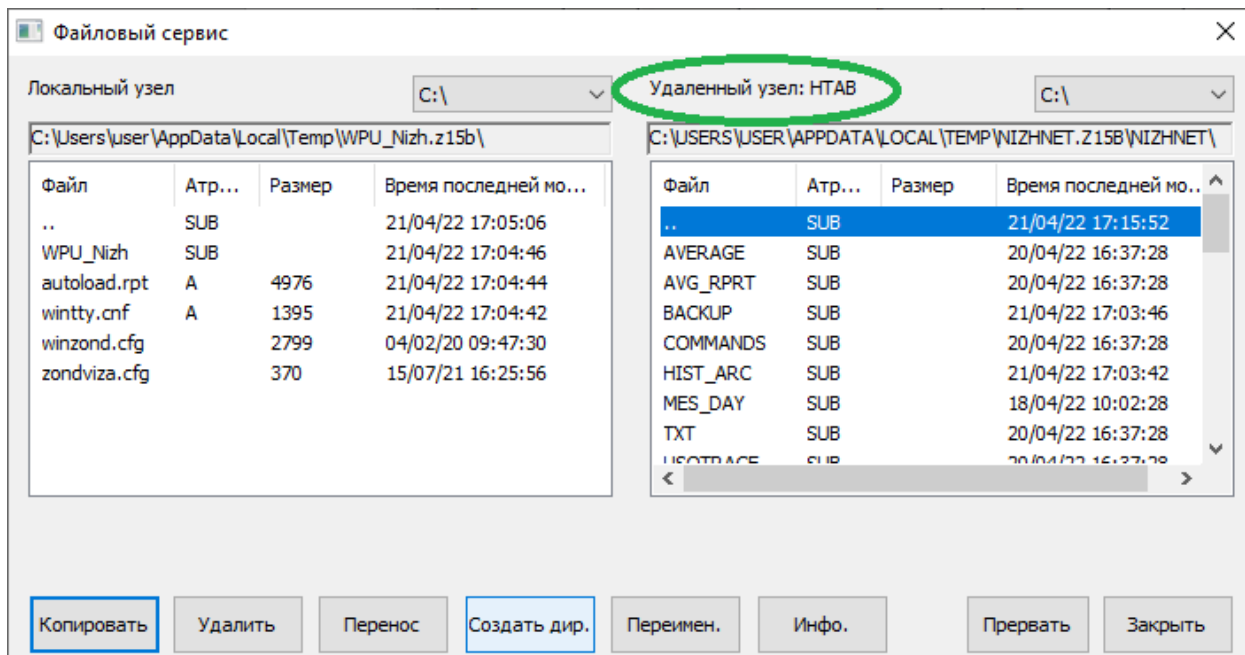 Файловый сервис
Локальный узел C:\ Удаленный узел: НТАВ C:\
C:\Users\user\AppData\Local\Temp\WPU_Nizh.z15b\ C:\USERS\USER\APPDATA\LOCAL\TEMP\NIZHNET.Z15B\NIZHNET\
Файл Атр... Размер Время последней мо... Файл Атр... Размер Время последней мо...
.. SUB 21/04/22 17:05:06 .. SUB 21/04/22 17:15:52
WPU_Nizh SUB 21/04/22 17:04:46 AVERAGE SUB 20/04/22 16:37:28
autoload.rpt A 4976 21/04/22 17:04:44 AVG_RPRT SUB 20/04/22 16:37:28
wintty.cnf A 1395 21/04/22 17:04:42 BACKUP SUB 21/04/22 17:03:46
winzond.cfg 2799 04/02/20 09:47:30 COMMANDS SUB 20/04/22 16:37:28
zondviza.cfg 370 15/07/21 16:25:56 HIST_ARC SUB 21/04/22 17:03:42
MES_DAY SUB 18/04/22 10:02:28
TXT SUB 20/04/22 16:37:28
USOTRACE SUB 20/04/22 16:37:28
Копировать Удалить Перенос Создать дир. Переимен. Инфо. Прервать Закрыть